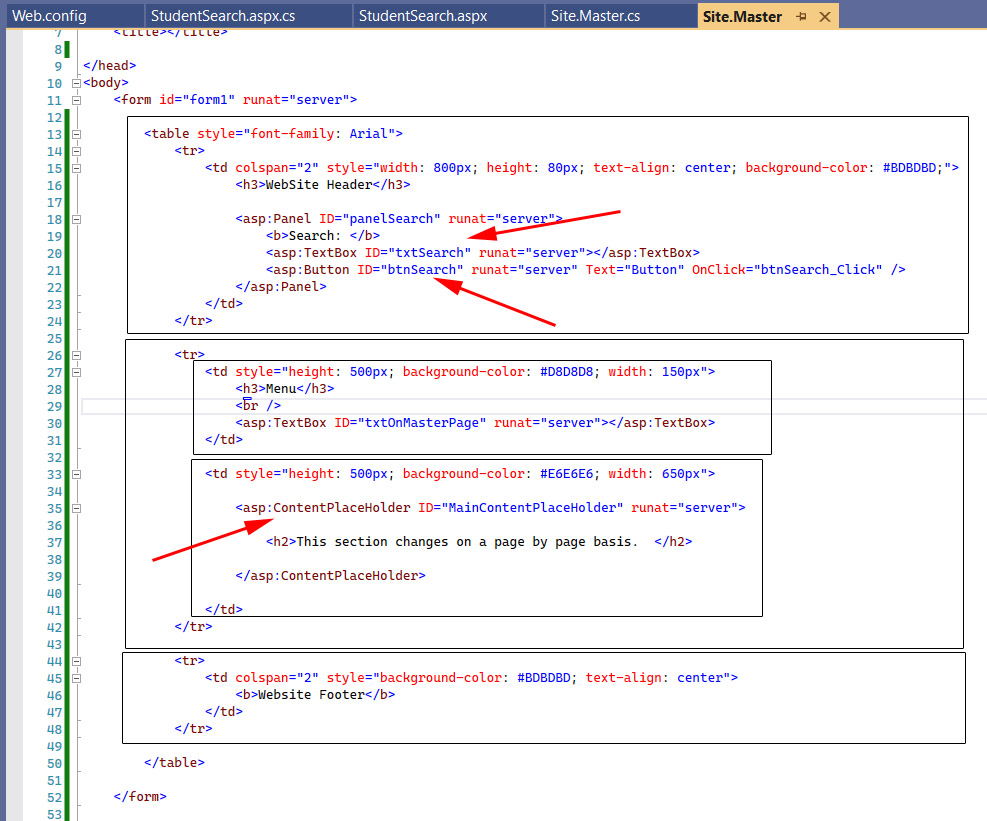 Web.config StudentSearch.aspx.cs StudentSearch.aspx Site.Master.cs Site.Master
7 <title></title>
8
9 </head>
10 <body>
11 <form id="form1" runat="server">
12
13 <table style="font-family: Arial">
14 <tr>
15 <td colspan="2" style="width: 800px; height: 80px; text-align: center; background-color: #BDBDBD;">
16 <h3>WebSite Header</h3>
17
18 <asp:Panel ID="panelSearch" runat="server">
19 <b>Search: </b>
20 <asp:TextBox ID="txtSearch" runat="server"></asp:TextBox>
21 <asp:Button ID="btnSearch" runat="server" Text="Button" OnClick="btnSearch_Click" />
22 </asp:Panel>
23 </td>
24 </tr>
25
26 <tr>
27 <td style="height: 500px; background-color: #D8D8D8; width: 150px">
28 <h3>Menu</h3>
29 <br />
30 <asp:TextBox ID="txtOnMasterPage" runat="server"></asp:TextBox>
31 </td>
32
33 <td style="height: 500px; background-color: #E6E6E6; width: 650px">
34
35 <asp:ContentPlaceHolder ID="MainContentPlaceHolder" runat="server">
36
37 <h2>This section changes on a page by page basis.  </h2>
38
39 </asp:ContentPlaceHolder>
40
41 </td>
42 </tr>
43
44 <tr>
45 <td colspan="2" style="background-color: #BDBDBD; text-align: center">
46 <b>Website Footer</b>
47 </td>
48 </tr>
49
50 </table>
51
52 </form>
53